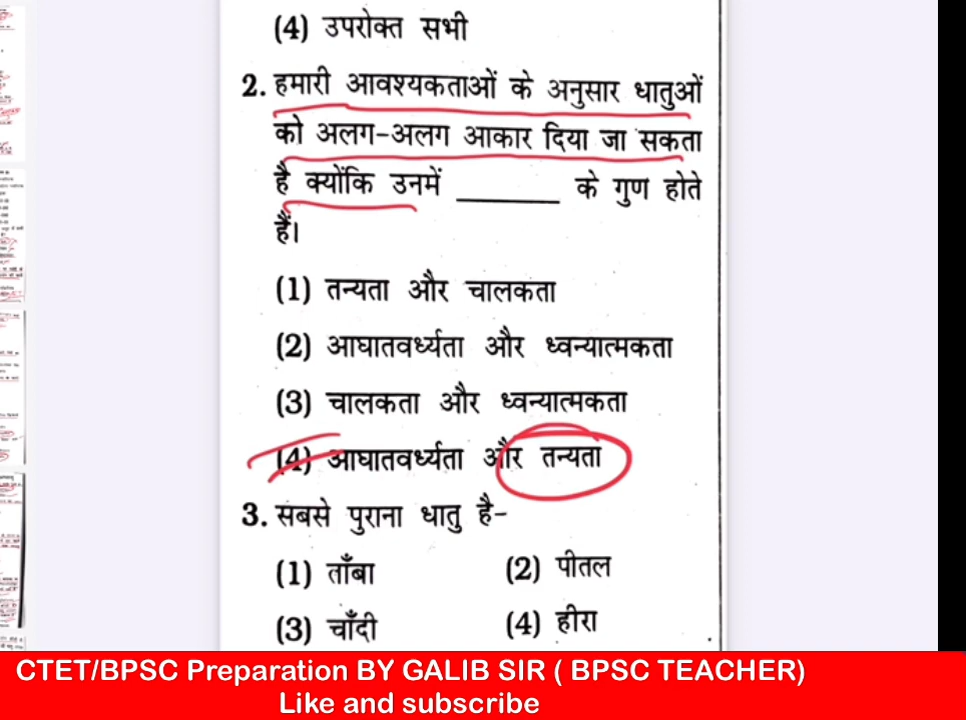 (4) उपरोक्त सभी
2. हमारी आवश्यकताओं के अनुसार धातुओं
को अलग-अलग आकार दिया जा सकता
है क्योंकि उनमें ________ के गुण होते
हैं।
(1) तन्यता और चालकता
(2) आघातवर्ध्यता और ध्वन्यात्मकता
(3) चालकता और ध्वन्यात्मकता
(4) आघातवर्ध्यता और तन्यता
3. सबसे पुराना धातु है-
(1) ताँबा (2) पीतल
(3) चाँदी (4) हीरा
CTET/BPSC Preparation BY GALIB SIR ( BPSC TEACHER)
Like and subscribe